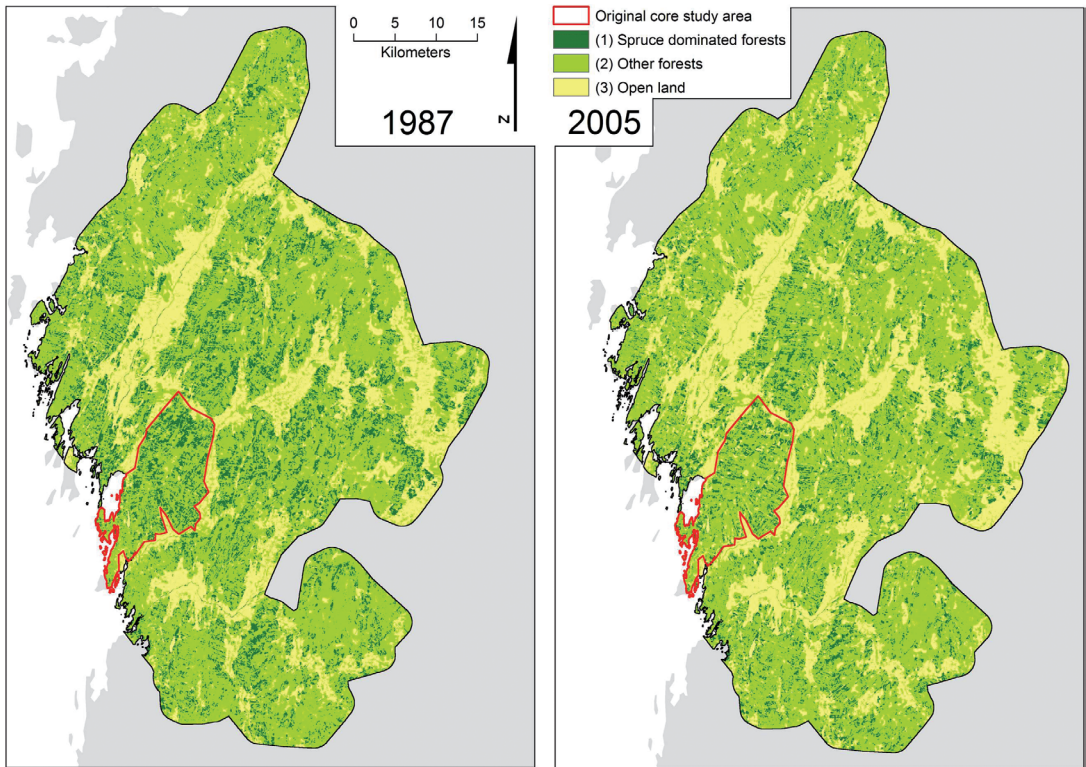 0 5 10 15
Kilometers
N
1987
2005
Original core study area
(1) Spruce dominated forests
(2) Other forests
(3) Open land